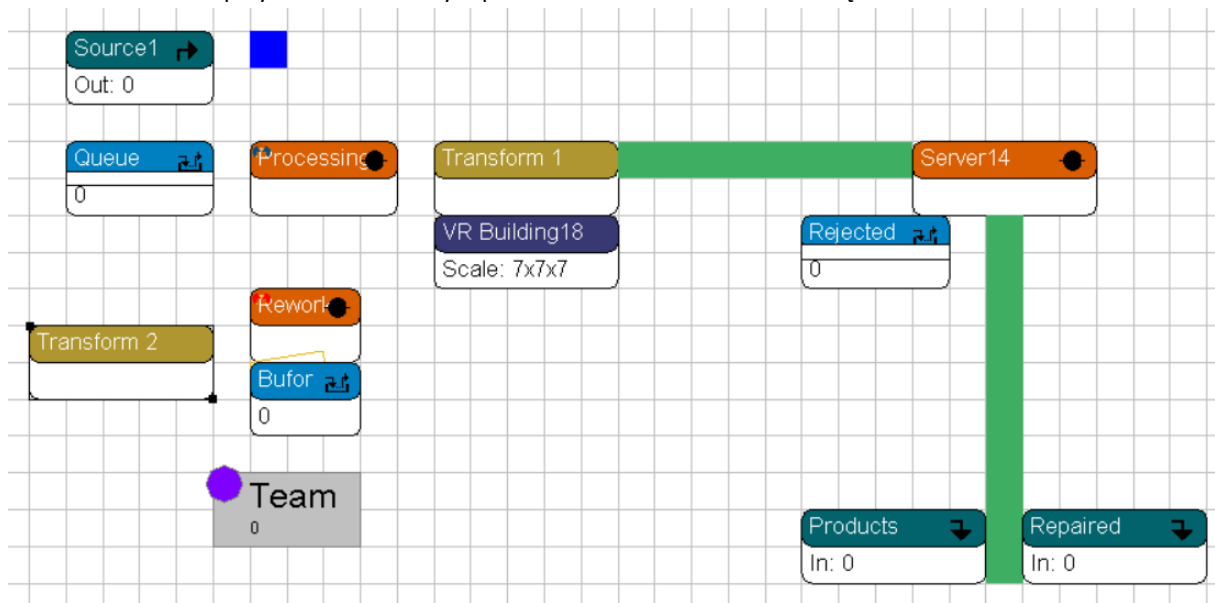 Source1
Out: 0
Queue
0
Processing
Transform 1
Server14
VR Building18
Scale: 7x7x7
Rejected
0
Rework
Transform 2
Bufor
0
Team
0
Products
In: 0
Repaired
In: 0